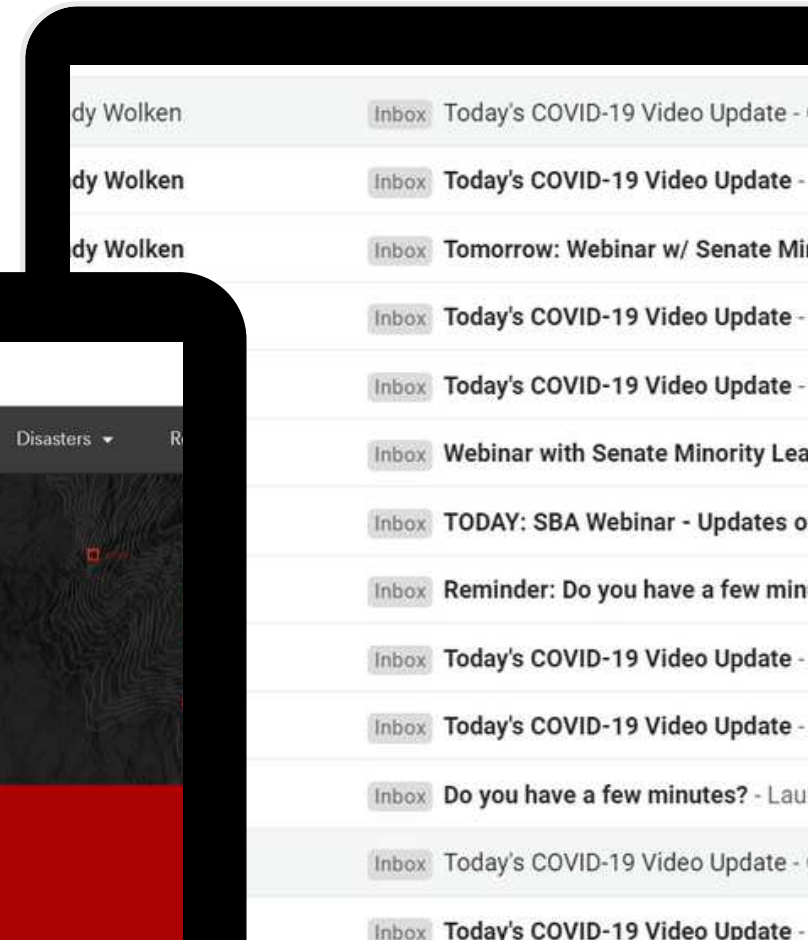 dy Wolken Inbox Today's COVID-19 Video Update -
dy Wolken Inbox Today's COVID-19 Video Update -
dy Wolken Inbox Tomorrow: Webinar w/ Senate
Inbox Today's COVID-19 Video Update -
Inbox Today's COVID-19 Video Update -
Inbox Webinar with Senate Minority
Inbox TODAY: SBA Webinar - Updates
Inbox Reminder: Do you have a few
Inbox Today's COVID-19 Video Update -
Inbox Today's COVID-19 Video Update -
Inbox Do you have a few minutes? - Lau
Inbox Today's COVID-19 Video Update -
Inbox Today's COVID-19 Video Update -
Disasters